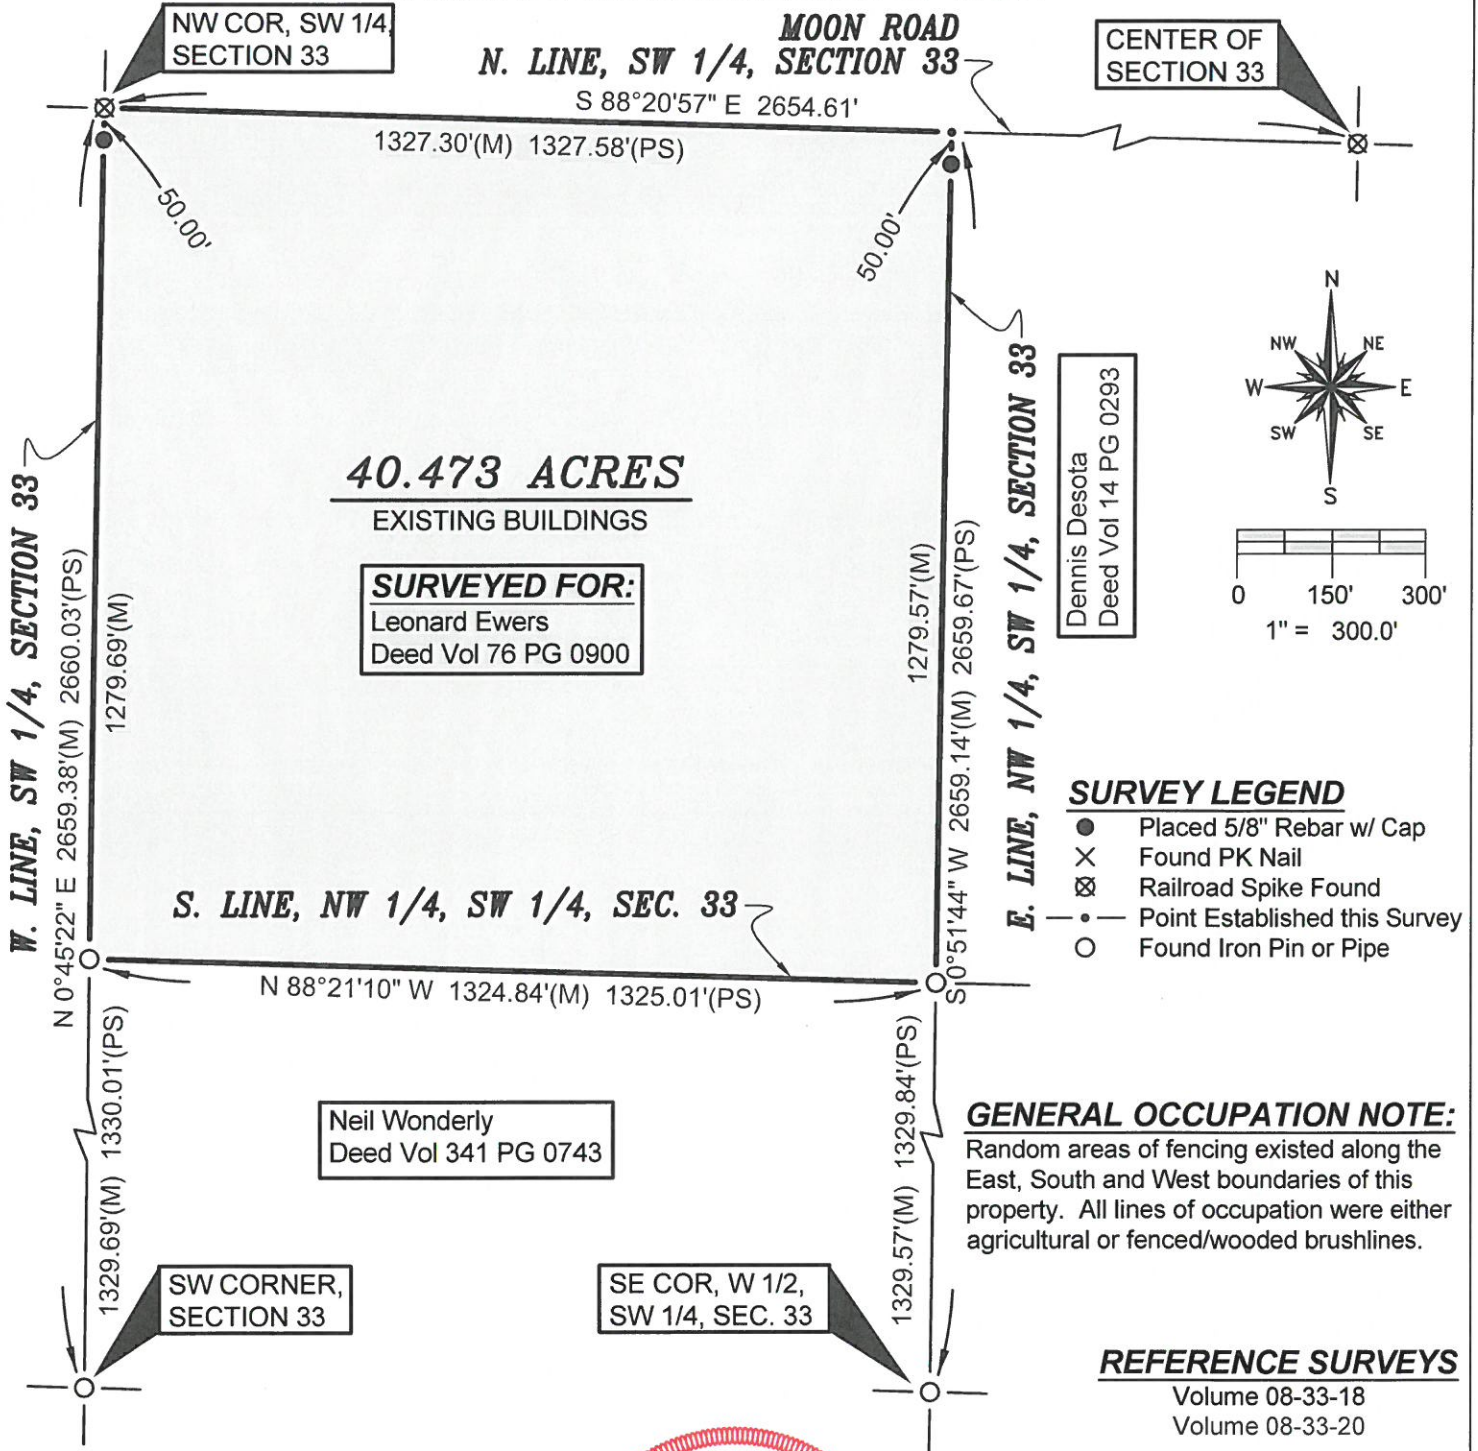 NW COR, SW 1/4,
SECTION 33
MOON ROAD
N. LINE, SW 1/4, SECTION 33
CENTER OF
SECTION 33
S 88°20'57" E 2654.61'
1327.30'(M) 1327.58'(PS)
50.00'
50.00'
N
NW
NE
W
E
SW
SE
S
0
150'
300'
1" = 300.0'
Dennis Desota
Deed Vol 14 PG 0293
E. LINE, NW 1/4, SW 1/4, SECTION 33
W. LINE, SW 1/4, SECTION 33
N 0°45'22" E 2659.38'(M) 2660.03'(PS)
1279.69'(M)
40.473 ACRES
EXISTING BUILDINGS
SURVEYED FOR:
Leonard Ewers
Deed Vol 76 PG 0900
1279.57'(M)
S 0°51'44" W 2659.14'(M) 2659.67'(PS)
SURVEY LEGEND
Placed 5/8" Rebar w/ Cap
Found PK Nail
Railroad Spike Found
Point Established this Survey
Found Iron Pin or Pipe
S. LINE, NW 1/4, SW 1/4, SEC. 33
N 88°21'10" W 1324.84'(M) 1325.01'(PS)
1329.69'(M) 1330.01'(PS)
1329.57'(M) 1329.84'(PS)
Neil Wonderly
Deed Vol 341 PG 0743
GENERAL OCCUPATION NOTE:
Random areas of fencing existed along the
East, South and West boundaries of this
property. All lines of occupation were either
agricultural or fenced/wooded brushlines.
SW CORNER,
SECTION 33
SE COR, W 1/2,
SW 1/4, SEC. 33
REFERENCE SURVEYS
Volume 08-33-18
Volume 08-33-20